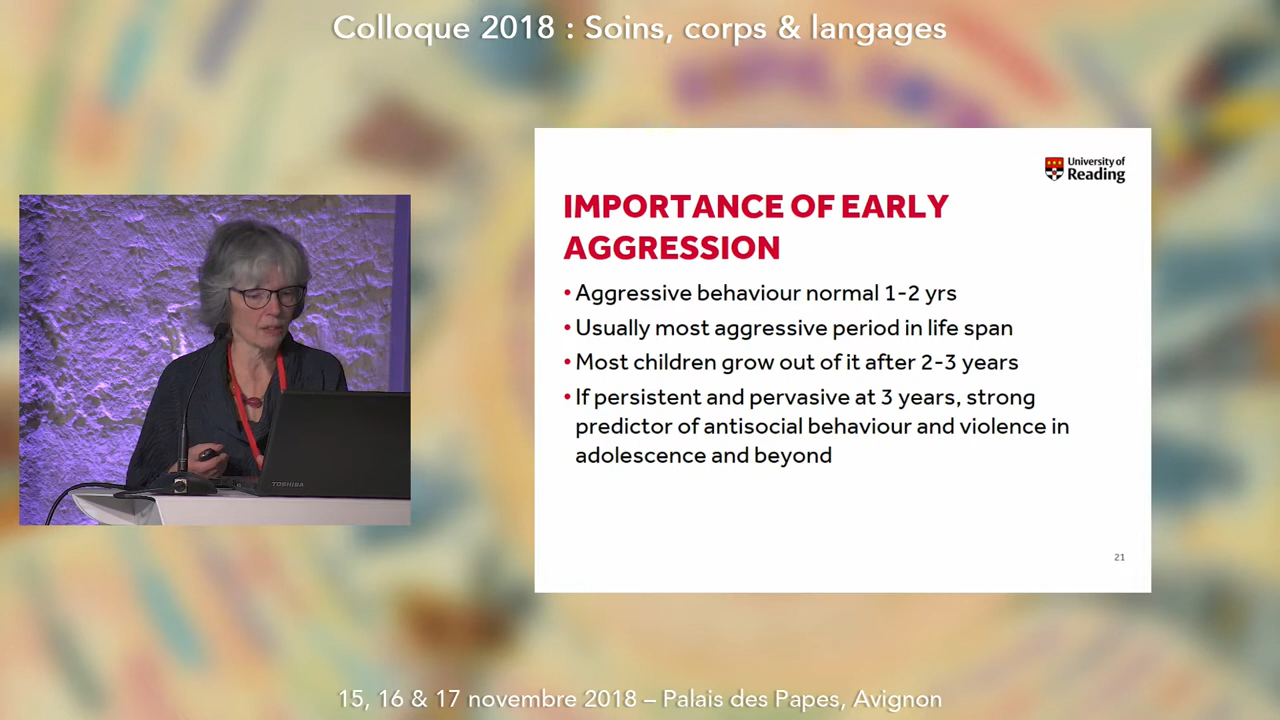 Colloque 2018 : Soins, corps & langages
University of
Reading
IMPORTANCE OF EARLY
AGGRESSION
• Aggressive behaviour normal 1-2 yrs
• Usually most aggressive period in life span
• Most children grow out of it after 2-3 years
• If persistent and pervasive at 3 years, strong
predictor of antisocial behaviour and violence in
adolescence and beyond
TOSHIBA
21
15, 16 & 17 novembre 2018 – Palais des Papes, Avignon